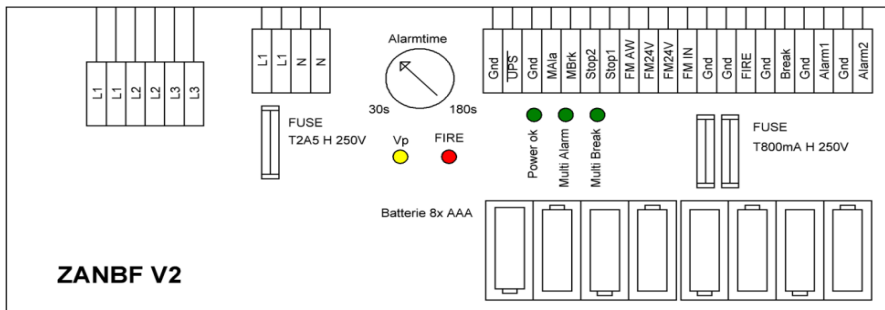 L1
L1
L2
L2
L3
L3
L1
L1
N
N
Alarmtime
30s
180s
Gnd
UPS
Gnd
MAla
MBrk
Stop2
Stop1
FM AW
FM24V
FM24V
FM IN
Gnd
Gnd
FIRE
Gnd
Break
Gnd
Alarm1
Gnd
Alarm2
FUSE
T2A5 H 250V
Vp
FIRE
Power ok
Multi Alarm
Multi Break
FUSE
T800mA H 250V
Batterie 8x AAA
ZANBF V2